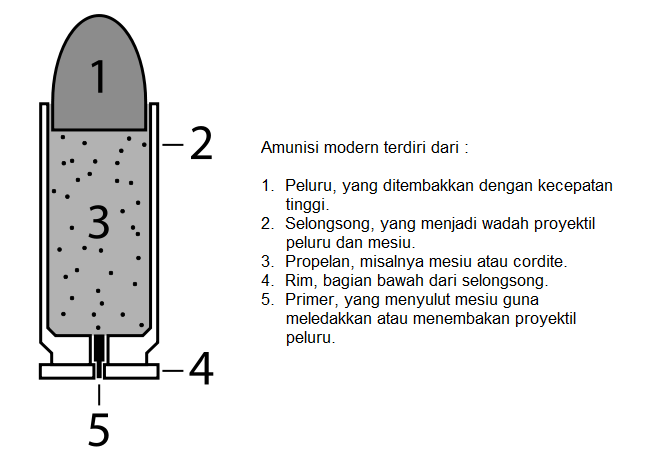 1
2
3
4
5
Amunisi modern terdiri dari :
1. Peluru, yang ditembakkan dengan kecepatan
tinggi.
2. Selongsong, yang menjadi wadah proyektil
peluru dan mesiu.
3. Propelan, misalnya mesiu atau cordite.
4. Rim, bagian bawah dari selongsong.
5. Primer, yang menyulut mesiu guna
meledakkan atau menembakan proyektil
peluru.